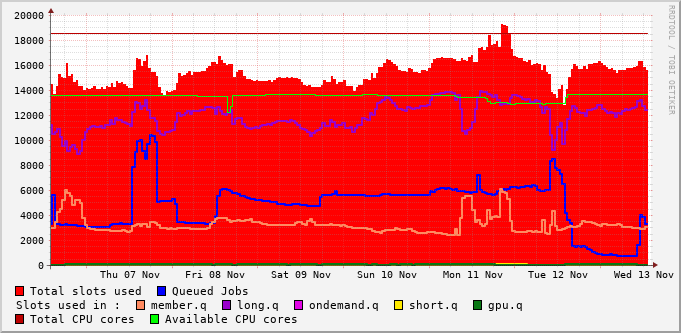 20000
18000
16000
14000
12000
10000
8000
6000
4000
2000
0
Thu 07 Nov Fri 08 Nov Sat 09 Nov Sun 10 Nov Mon 11 Nov Tue 12 Nov Wed 13 Nov
Total slots used Queued Jobs
Slots used in : member.q long.q ondemand.q short.q gpu.q
Total CPU cores Available CPU cores
RRDTOOL / TOBI OETIKER